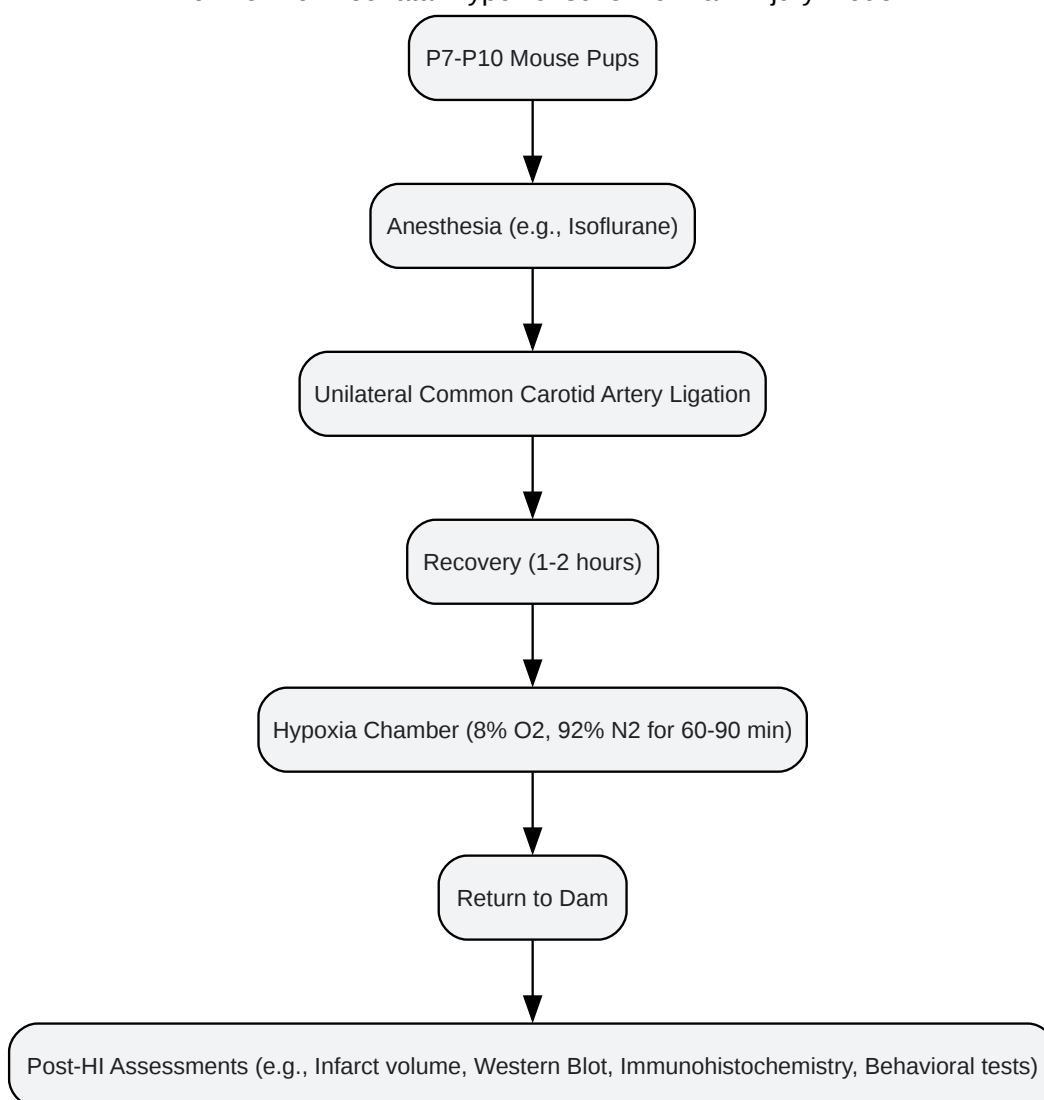 P7-P10 Mouse Pups
Anesthesia (e.g., Isoflurane)
Unilateral Common Carotid Artery Ligation
Recovery (1-2 hours)
Hypoxia Chamber (8% O2, 92% N2 for 60-90 min)
Return to Dam
Post-HI Assessments (e.g., Infarct volume, Western Blot, Immunohistochemistry, Behavioral tests)